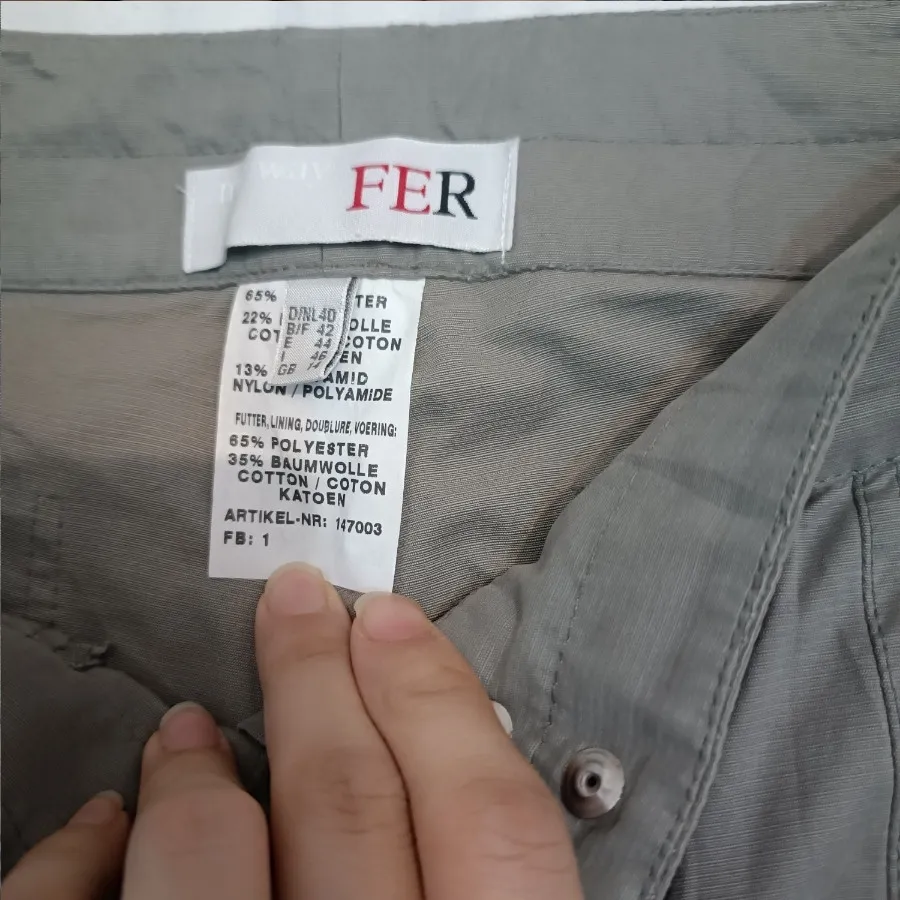 FER
65%
TER
D/NL 40
B/F 42
E 44
I 46
GB
22%
OLLE
COT
COTON
EN
13%
AMID
NYLON / POLYAMIDE
FUTTER, LINING, DOUBLURE, VOERING:
65% POLYESTER
35% BAUMWOLLE
COTTON / COTON
KATOEN
ARTIKEL-NR: 147003
FB: 1